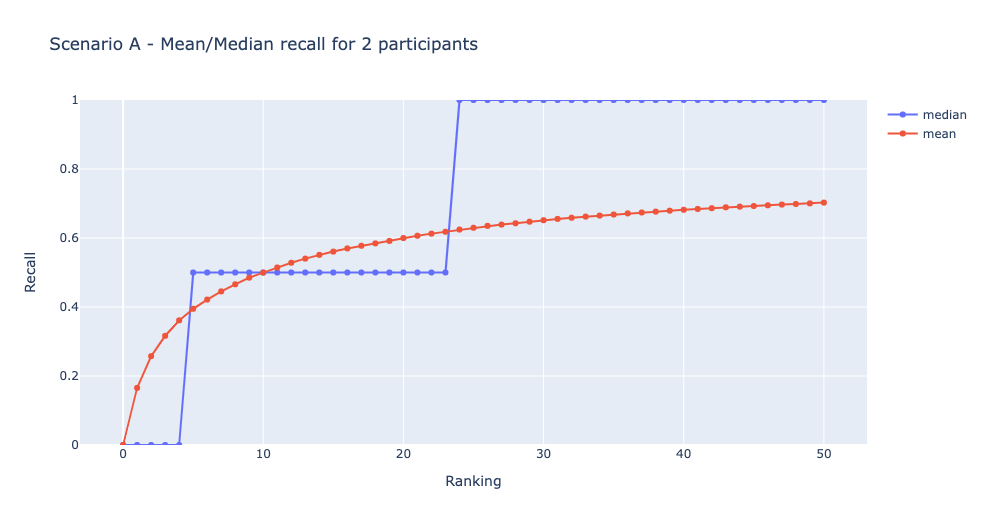 Scenario A - Mean/Median recall for 2 participants
1
0.8
0.6
0.4
0.2
0
Recall
0 10 20 30 40 50
Ranking
median
mean